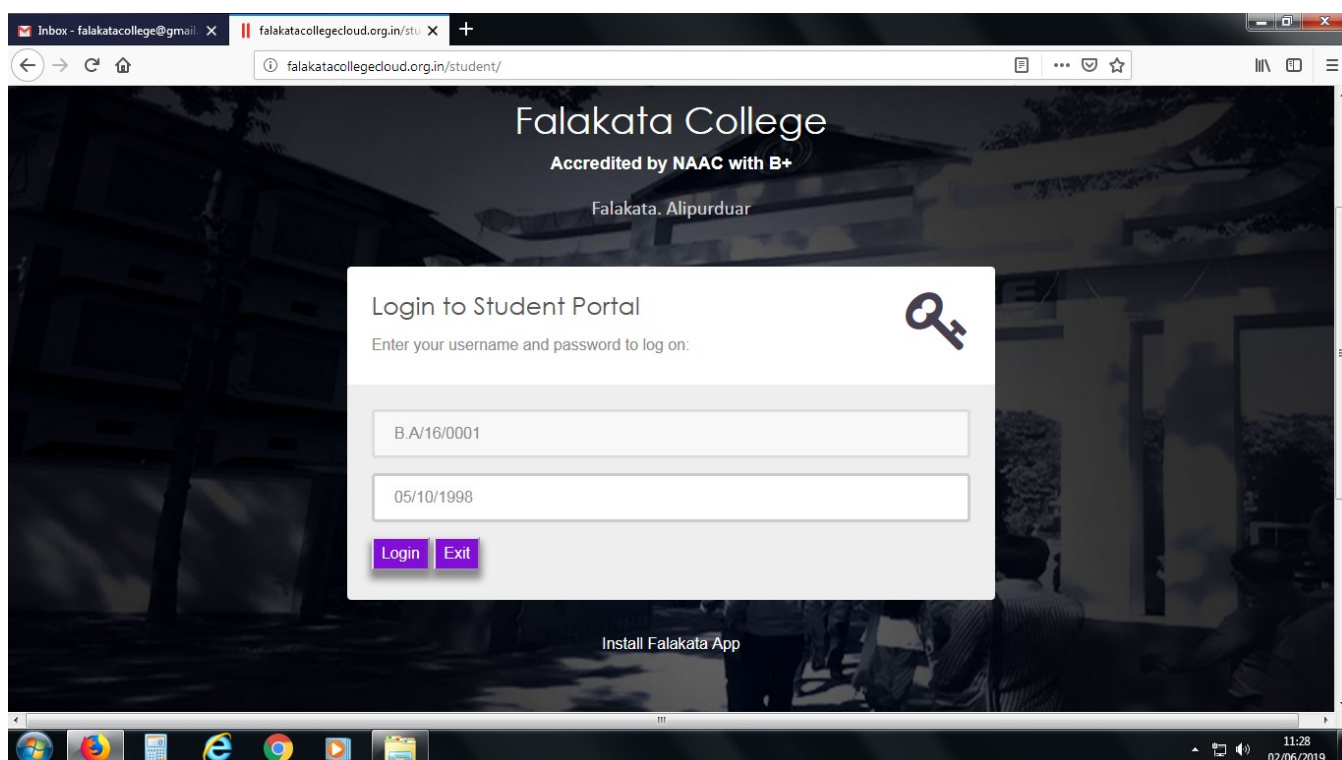 Inbox - falakatacollege@gmail.
falakatacollegecloud.org.in/stu
falakatacollegecloud.org.in/student/
Falakata College
Accredited by NAAC with B+
Falakata. Alipurduar
Login to Student Portal
Enter your username and password to log on:
B.A/16/0001
05/10/1998
Login Exit
Install Falakata App
11:28
02/06/2019